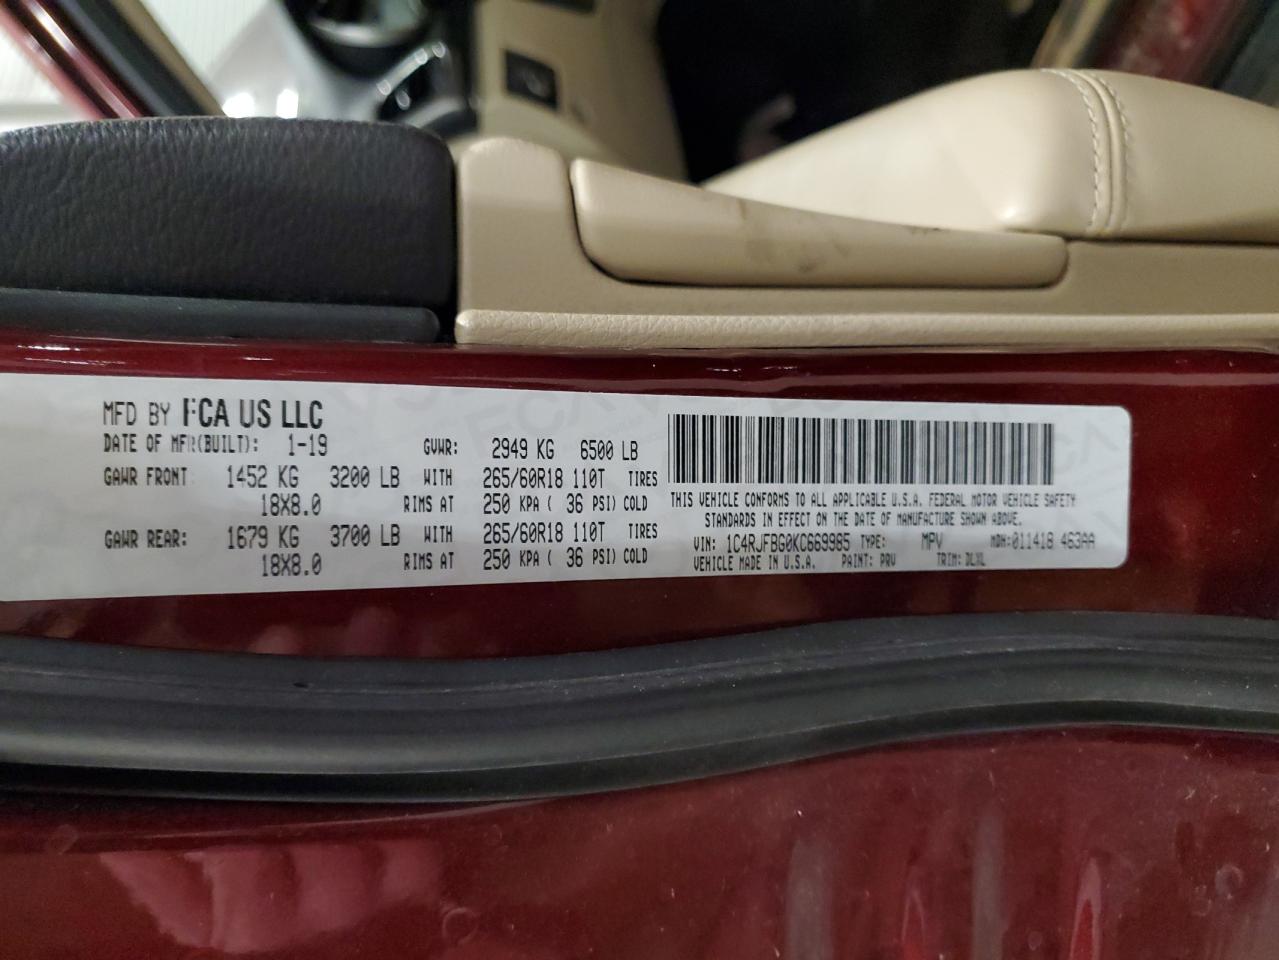 MFD BY FCA US LLC
DATE OF MFR(BUILT): 1-19 GVWR: 2949 KG 6500 LB
GAWR FRONT 1452 KG 3200 LB WITH 265/60R18 110T TIRES
18X8.0 RIMS AT 250 KPA ( 36 PSI) COLD
GAWR REAR: 1679 KG 3700 LB WITH 265/60R18 110T TIRES
18X8.0 RIMS AT 250 KPA ( 36 PSI) COLD
THIS VEHICLE CONFORMS TO ALL APPLICABLE U.S.A. FEDERAL MOTOR VEHICLE SAFETY
STANDARDS IN EFFECT ON THE DATE OF MANUFACTURE SHOWN ABOVE.
VIN: 1C4RJFBG0KC669985 TYPE: MPV MDH:011418 463AA
VEHICLE MADE IN U.S.A. PAINT: PRV TRIM: DLXL